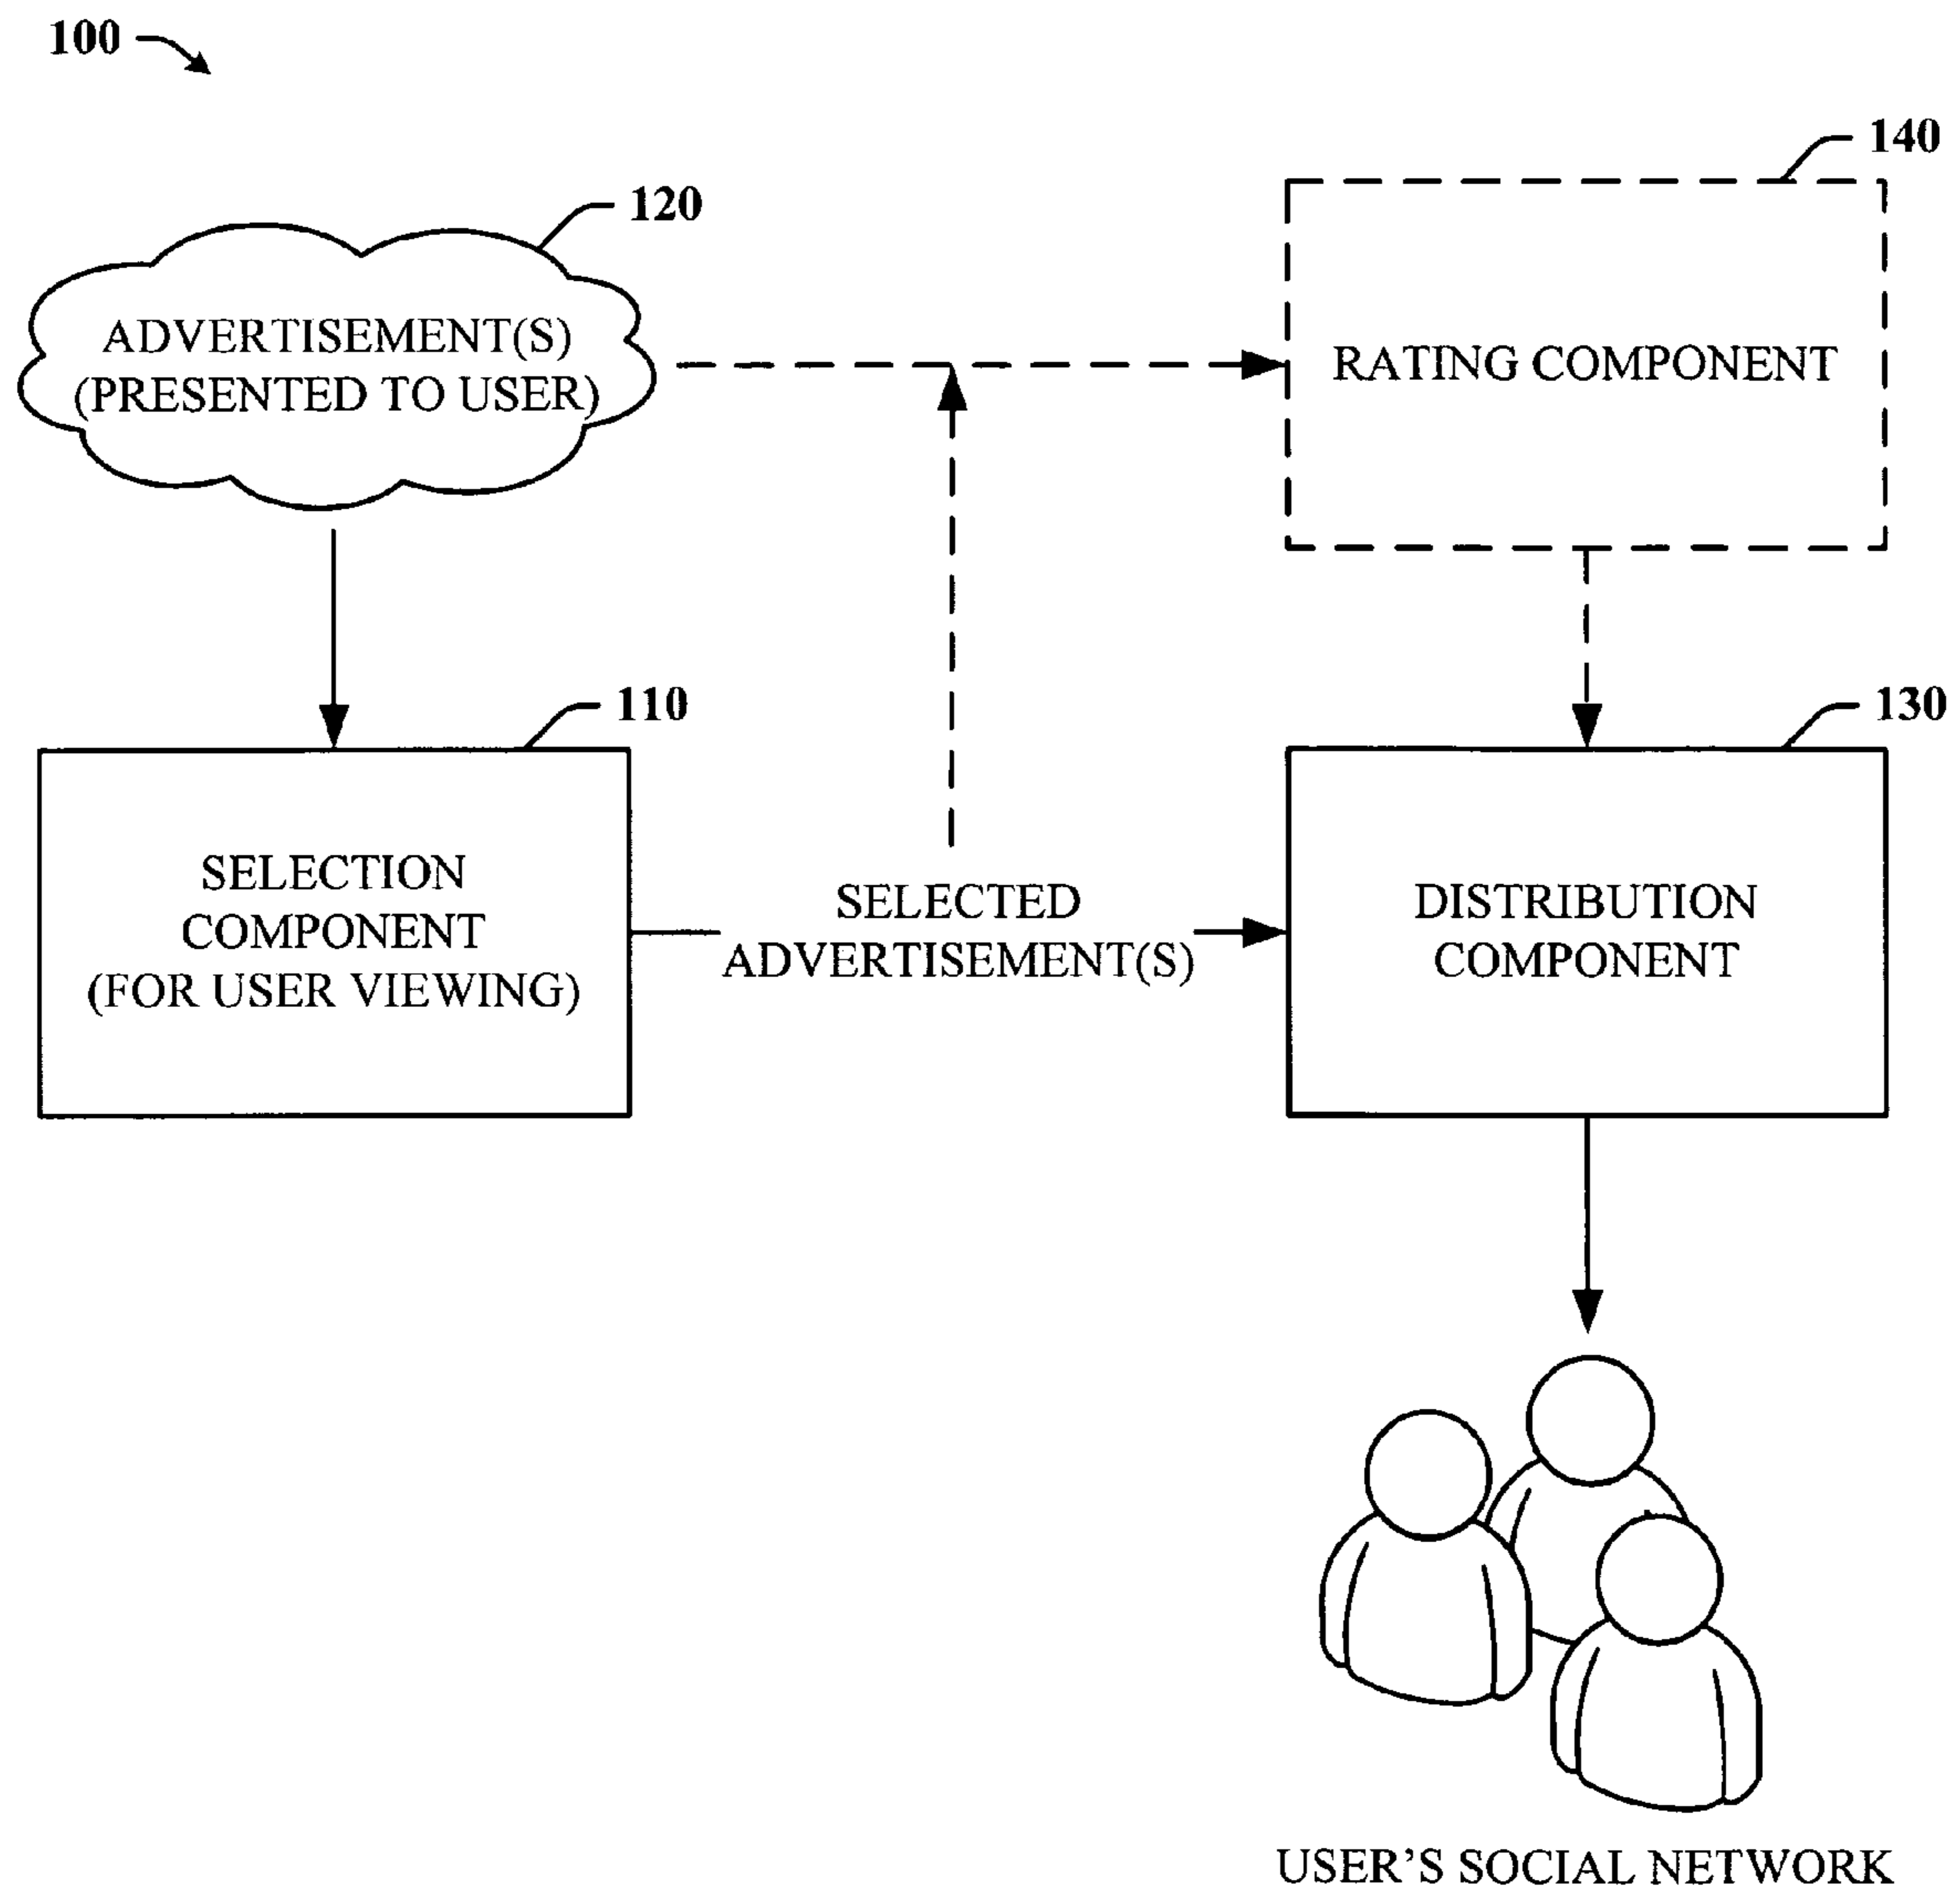 100
140
120
ADVERTISEMENT(S)
(PRESENTED TO USER)
RATING COMPONENT
110
130
SELECTION
COMPONENT
(FOR USER VIEWING)
SELECTED
ADVERTISEMENT(S)
DISTRIBUTION
COMPONENT
USER'S SOCIAL NETWORK